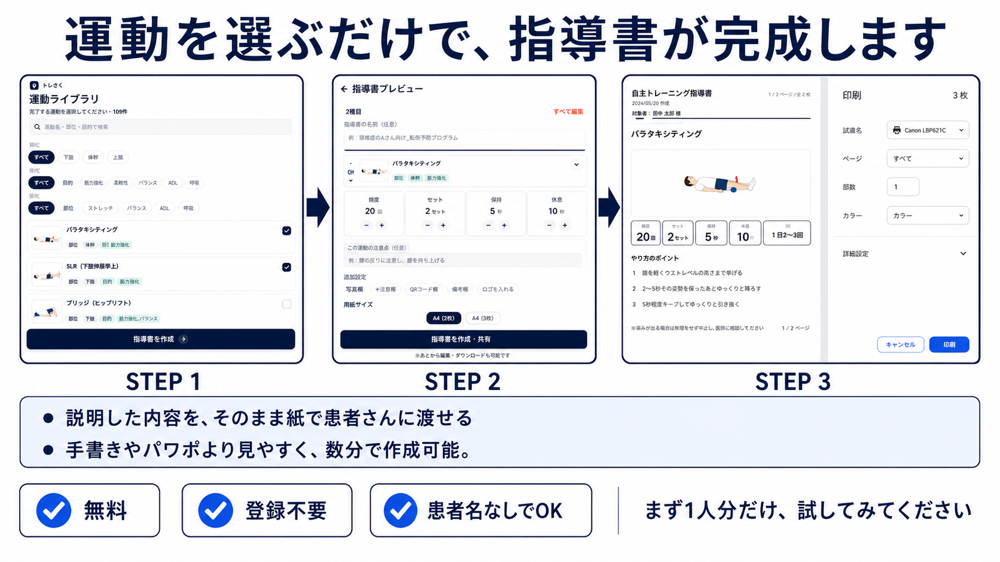 運動を選ぶだけで、指導書が完成します
トレさく
運動ライブラリ
完了する運動を選択してください・109件
運動名・部位・目的で検索
すべて 下肢 体幹 上肢
すべて 目的 筋力強化 柔軟性 バランス ADL 呼吸
すべて 部位 ストレッチ バランス ADL 呼吸
パラタキシティング
部位 体幹 筋力強化
SLR（下肢伸展挙上）
部位 下肢 目的 筋力強化
ブリッジ（ヒップリフト）
部位 下肢 目的 筋力強化、バランス
指導書を作成
STEP 1
指導書プレビュー
2種目 すべて編集
指導書の名前（任意）
例：頚椎症のAさん向け_転倒予防プログラム
パラタキシティング
部位 体幹 筋力強化
頻度 セット 保持 休息
20 回 2 セット 5 秒 10 秒
− + − + − + − +
この運動の注意点（任意）
例：腰の反りに注意し、腰を持ち上げる
追加設定
写真欄 +注意欄 QRコード欄 備考欄 ロゴを入れる
用紙サイズ
A4 (2枚) A4 (3枚)
指導書を作成・共有
※あとから編集・ダウンロードも可能です
STEP 2
自主トレーニング指導書 1 / 2 ページ / 全 2 枚
2024/05/20 作成
対象者：田中 太郎 様
パラタキシティング
頻度 セット 保持 休息
20回 2セット 5秒 10 1日2〜3回
やり方のポイント
1 膝を軽くウエトレベルの高さまで挙げる
2 2〜5秒その姿勢を保ったあとゆっくりと降ろす
3 5秒程度キープしてゆっくりと引き抜く
※痛みが出る場合は無理をせず中止し、医師に相談してください 1 / 2 ページ
印刷 3 枚
Canon LBP621C
ページ すべて
部数 1
カラー カラー
詳細設定
キャンセル 印刷
STEP 3
● 説明した内容を、そのまま紙で患者さんに渡せる
● 手書きやパワポより見やすく、数分で作成可能。
無料
登録不要
患者名なしでOK
まず1人分だけ、試してみてください